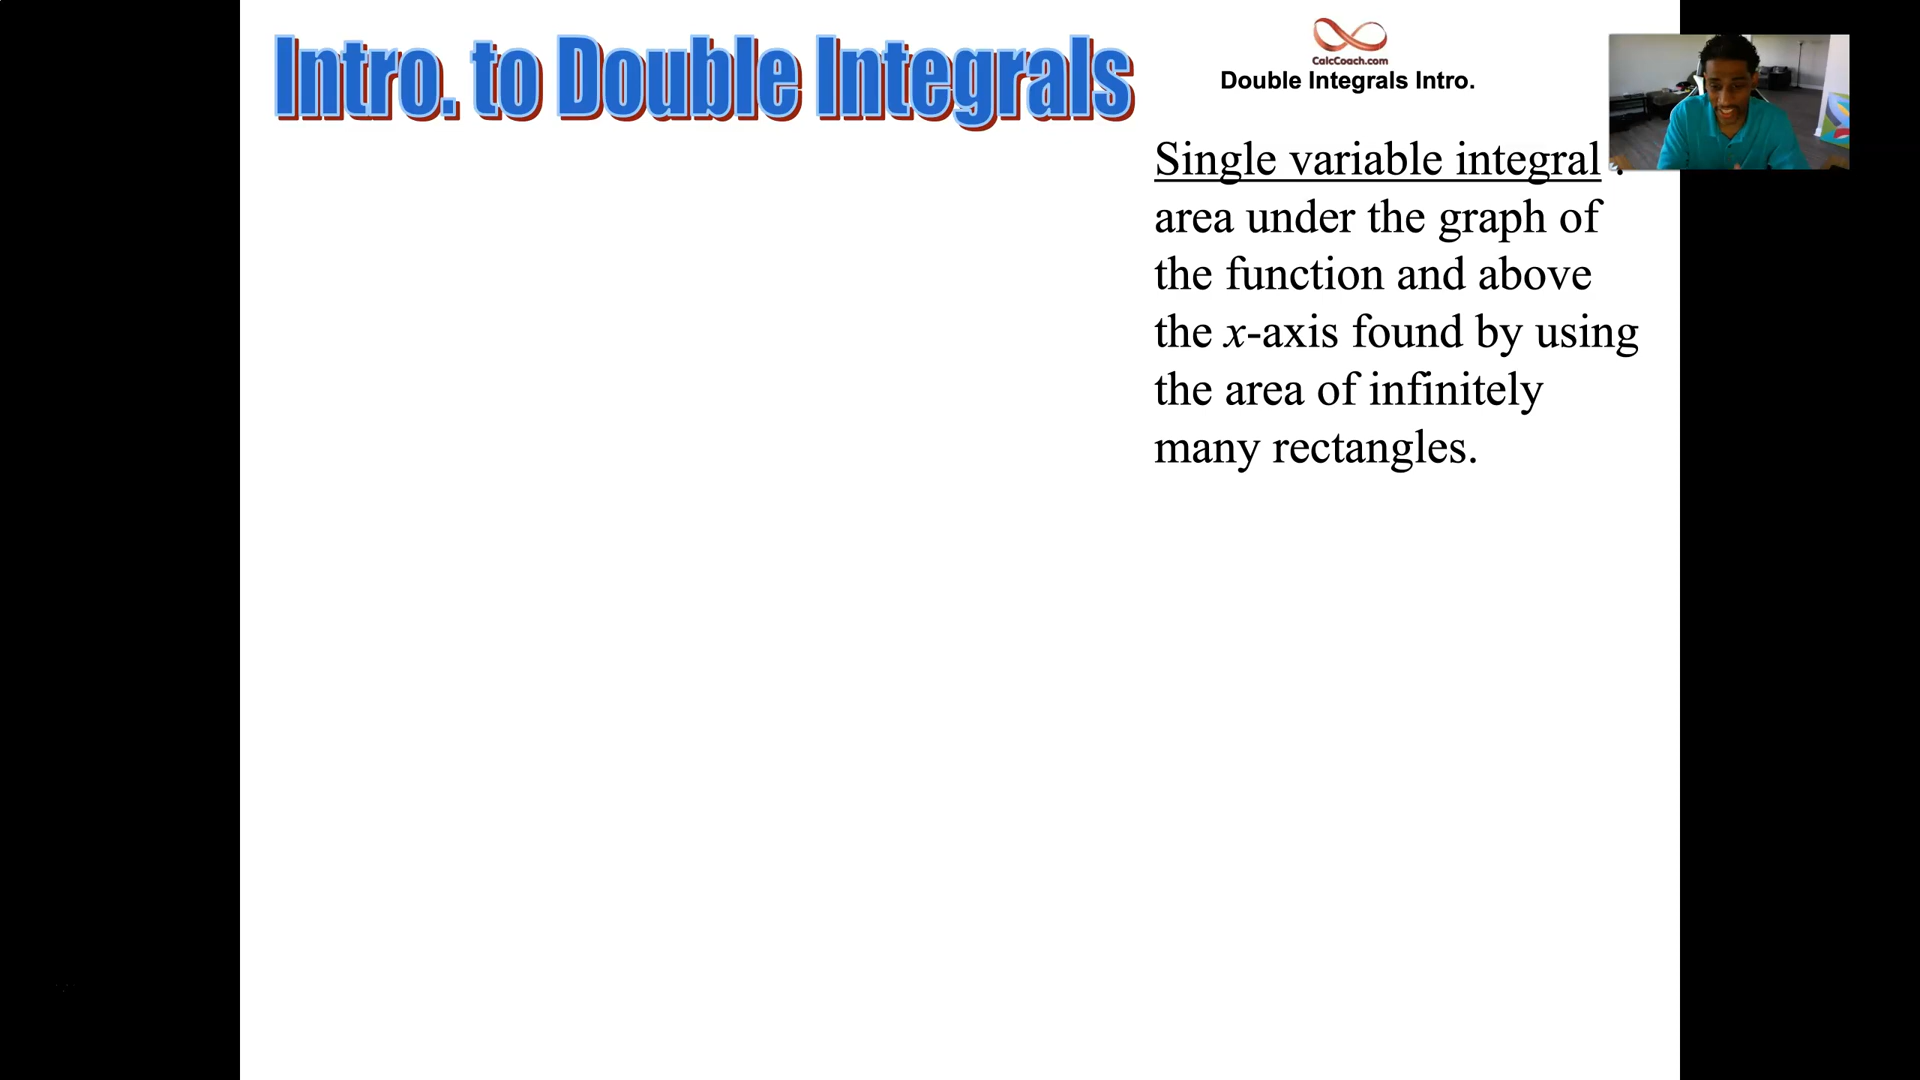 Intro. to Double Integrals
CalcCoach.com
Double Integrals Intro.
Single variable integral :
area under the graph of
the function and above
the x-axis found by using
the area of infinitely
many rectangles.